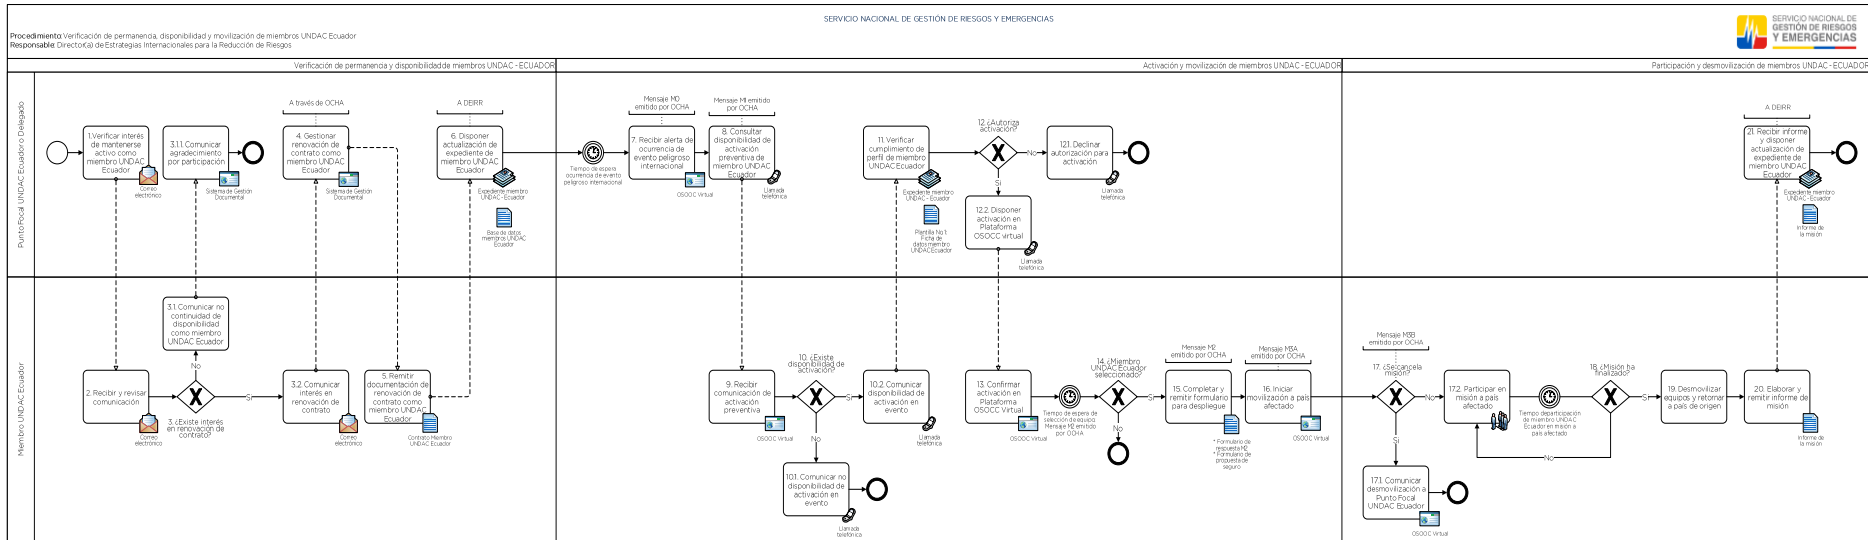 SERVICIO NACIONAL DE GESTIÓN DE RIESGOS Y EMERGENCIAS
SERVICIO NACIONAL DE
GESTIÓN DE RIESGOS
Y EMERGENCIAS
Procedimiento: Verificación de permanencia, disponibilidad y movilización de miembros UNDAC Ecuador
Responsable: Director(a) de Estrategias Internacionales para la Reducción de Riesgos
Verificación de permanencia y disponibilidad de miembros UNDAC - ECUADOR
Activación y movilización de miembros UNDAC - ECUADOR
Participación y desmovilización de miembros UNDAC - ECUADOR
Punto Focal UNDAC Ecuador o Delegado
1. Verificar interés
de mantenerse
activo como
miembro UNDAC
Ecuador
Correo
electrónico
3.1.1. Comunicar
agradecimiento
por participación
Sistema de Gestión
Documental
A través de OCHA
4. Gestionar
renovación de
contrato como
miembro UNDAC
Ecuador
Sistema de Gestión
Documental
A DEIRR
6. Disponer
actualización de
expediente de
miembro UNDAC
Ecuador
Expediente miembro
UNDAC - Ecuador
Base de datos
miembros UNDAC
Ecuador
Tiempo de espera
ocurrencia de evento
peligroso internacional
Mensaje M0
emitido por OCHA
7. Recibir alerta de
ocurrencia de
evento peligroso
internacional
OSOCC Virtual
Mensaje M1 emitido
por OCHA
8. Consultar
disponibilidad de
activación
preventiva de
miembro UNDAC
Ecuador
Llamada
telefónica
11. Verificar
cumplimiento de
perfil de miembro
UNDAC Ecuador
Expediente miembro
UNDAC - Ecuador
Plantilla No 1:
Ficha de
datos miembro
UNDAC Ecuador
12. ¿Autoriza
activación?
No
Si
12.1. Declinar
autorización para
activación
Llamada
telefónica
12.2. Disponer
activación en
Plataforma
OSOCC virtual
Llamada
telefónica
A DEIRR
21. Recibir informe
y disponer
actualización de
expediente de
miembro UNDAC
Ecuador
Expediente miembro
UNDAC - Ecuador
Informe de
la misión
Miembro UNDAC Ecuador
2. Recibir y revisar
comunicación
Correo
electrónico
3. ¿Existe interés
en renovación de
contrato?
No
Si
3.1. Comunicar no
continuidad de
disponibilidad
como miembro
UNDAC Ecuador
3.2. Comunicar
interés en
renovación de
contrato
Correo
electrónico
5. Remitir
documentación de
renovación de
contrato como
miembro UNDAC
Ecuador
Contrato Miembro
UNDAC Ecuador
9. Recibir
comunicación de
activación
preventiva
OSOCC Virtual
10. ¿Existe
disponibilidad de
activación?
Si
No
10.1. Comunicar no
disponibilidad de
activación en
evento
Llamada
telefónica
10.2. Comunicar
disponibilidad de
activación en
evento
Llamada
telefónica
13. Confirmar
activación en
Plataforma
OSOCC Virtual
OSOCC Virtual
Tiempo de espera de
selección de equipo:
Mensaje M2 emitido
por OCHA
14. ¿Miembro
UNDAC Ecuador
seleccionado?
Si
No
Mensaje M2
emitido por OCHA
15. Completar y
remitir formulario
para despliegue
* Formulario de
respuesta M2
* Formulario de
propuesta de
seguro
Mensaje M3A
emitido por OCHA
16. Iniciar
movilización a país
afectado
OSOCC Virtual
Mensaje M3B
emitido por OCHA
17. ¿Se cancela
misión?
No
Si
17.1. Comunicar
desmovilización a
Punto Focal
UNDAC Ecuador
OSOCC Virtual
17.2. Participar en
misión a país
afectado
Tiempo de participación
de miembro UNDAC
Ecuador en misión a
país afectado
18. ¿Misión ha
finalizado?
Si
No
19. Desmovilizar
equipos y retornar
a país de origen
20. Elaborar y
remitir informe de
misión
Informe de
la misión